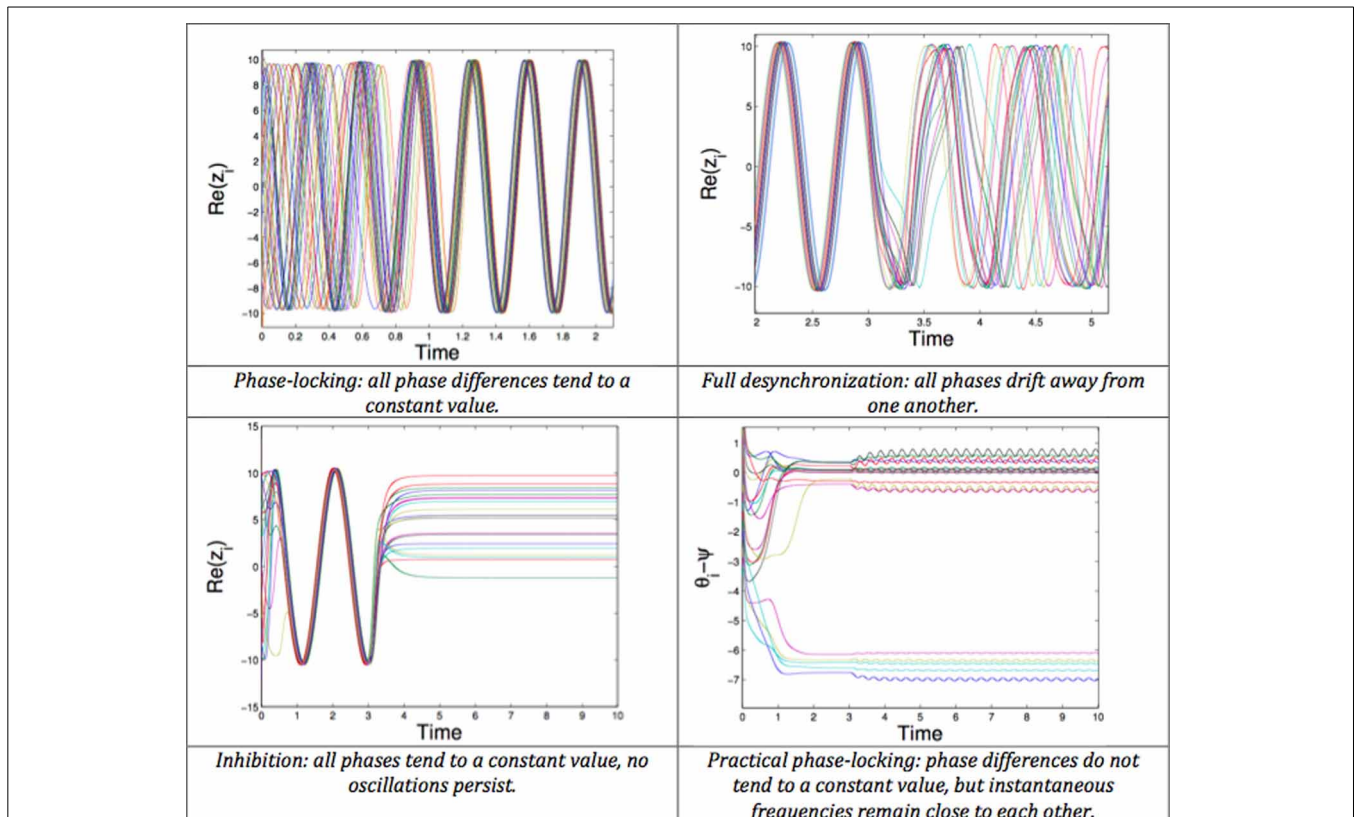 10
8
6
4
2
0
-2
-4
-6
-8
-10
Re(z_i)
0 0.2 0.4 0.6 0.8 1 1.2 1.4 1.6 1.8 2
Time
10
5
0
-5
-10
Re(z_i)
2 2.5 3 3.5 4 4.5 5
Time
Phase-locking: all phase differences tend to a
constant value.
Full desynchronization: all phases drift away from
one another.
15
10
5
0
-5
-10
-15
Re(z_i)
0 1 2 3 4 5 6 7 8 9 10
Time
1
0
-1
-2
-3
-4
-5
-6
-7
θ_i-ψ
0 1 2 3 4 5 6 7 8 9 10
Time
Inhibition: all phases tend to a constant value, no
oscillations persist.
Practical phase-locking: phase differences do not
tend to a constant value, but instantaneous
frequencies remain close to each other.